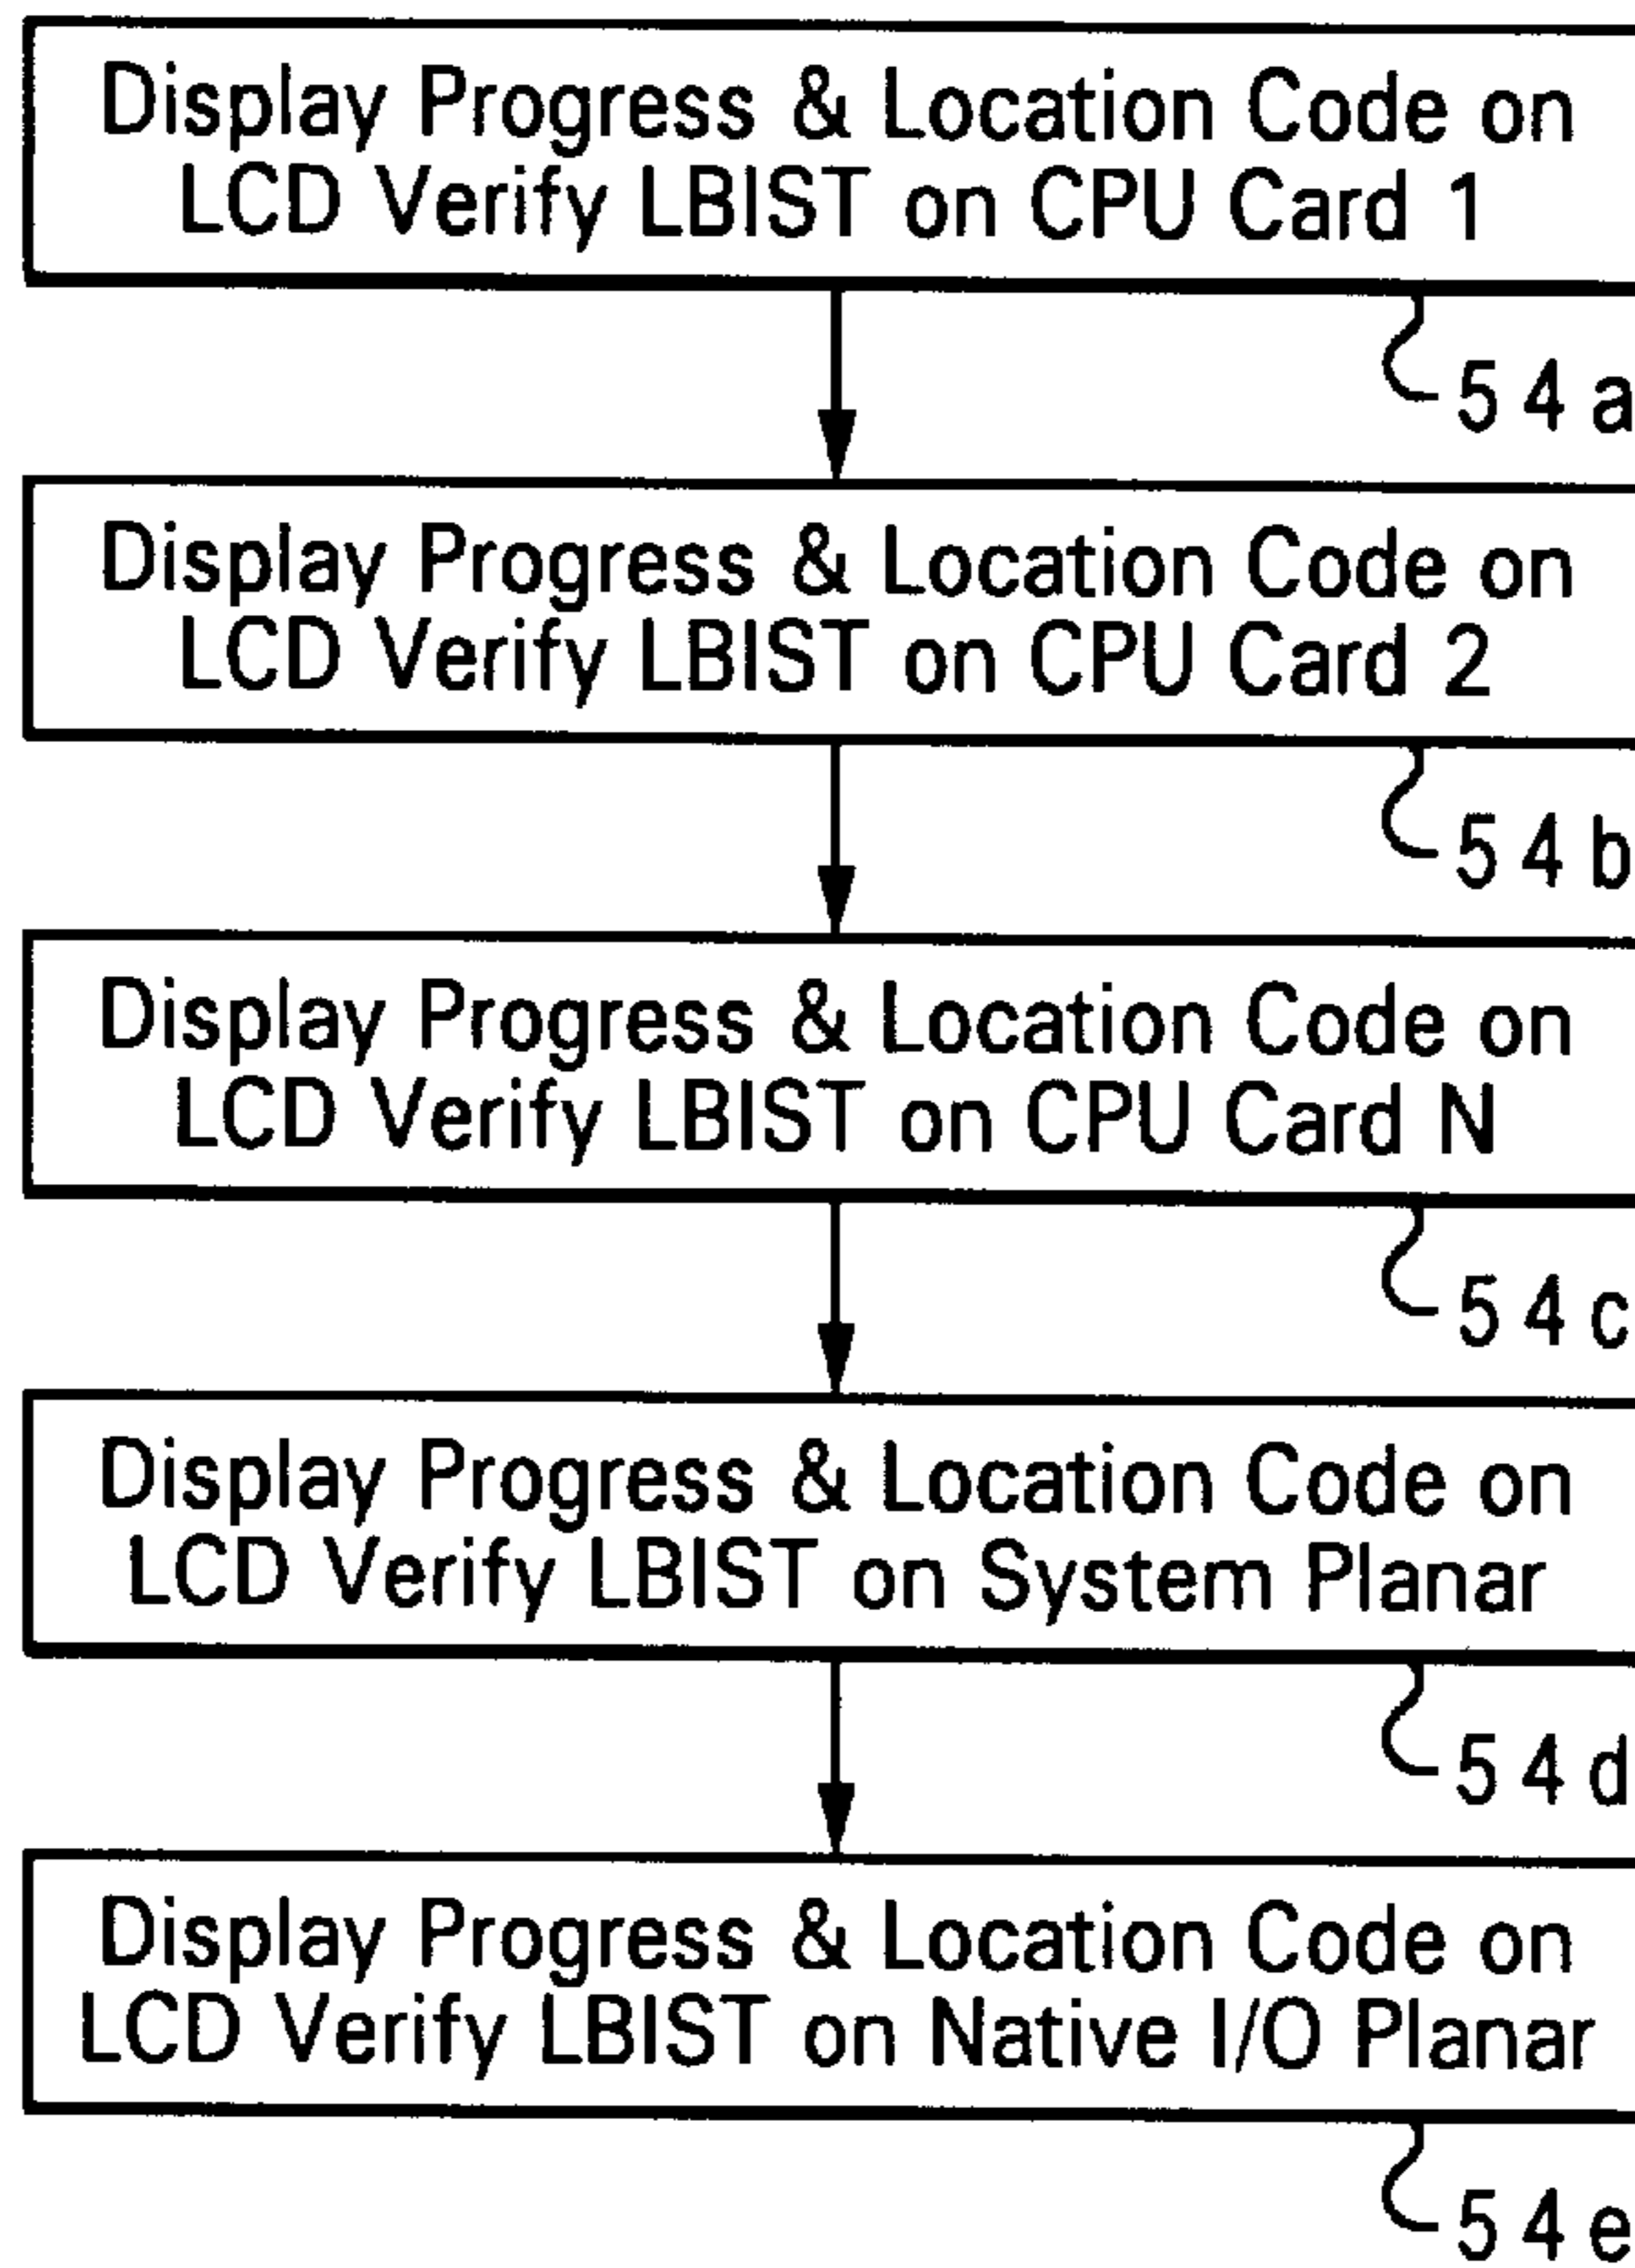 Display Progress & Location Code on
LCD Verify LBIST on CPU Card 1
54a
Display Progress & Location Code on
LCD Verify LBIST on CPU Card 2
54b
Display Progress & Location Code on
LCD Verify LBIST on CPU Card N
54c
Display Progress & Location Code on
LCD Verify LBIST on System Planar
54d
Display Progress & Location Code on
LCD Verify LBIST on Native I/O Planar
54e